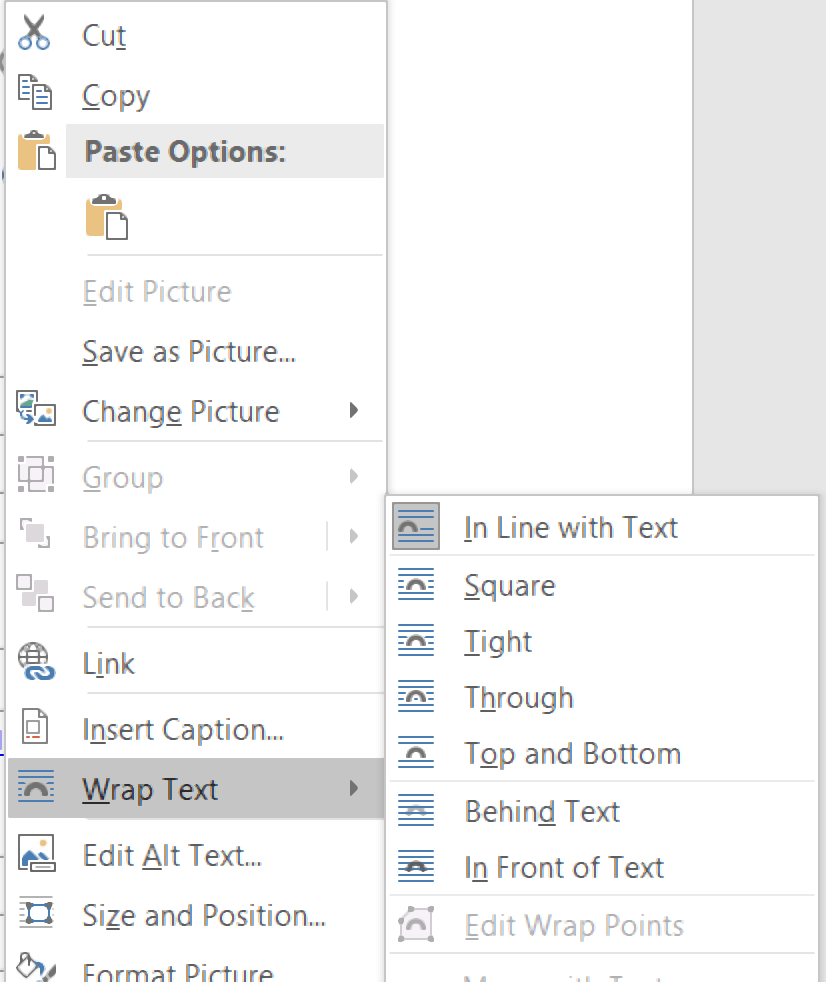 Cut
Copy
Paste Options:
Edit Picture
Save as Picture...
Change Picture
Group
Bring to Front
Send to Back
Link
Insert Caption...
Wrap Text
Edit Alt Text...
Size and Position...
Format Picture
In Line with Text
Square
Tight
Through
Top and Bottom
Behind Text
In Front of Text
Edit Wrap Points